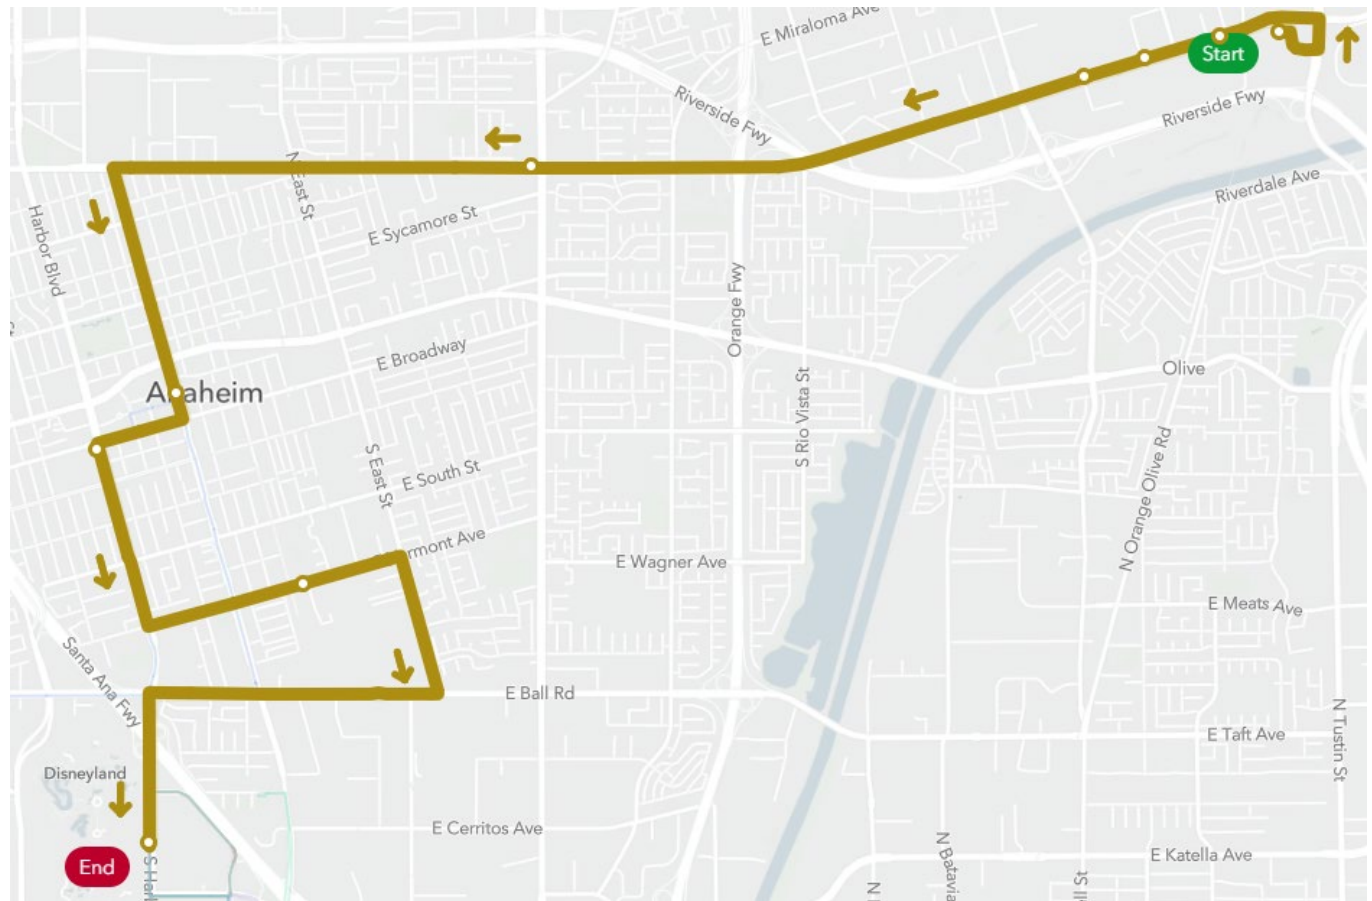 E Miraloma Ave
Start
Riverside Fwy
Riverside Fwy
N East St
Riverdale Ave
Harbor Blvd
E Sycamore St
Orange Fwy
E Broadway
Olive
Anaheim
S Rio Vista St
S East St
E South St
N Orange Olive Rd
E Wagner Ave
E Meats Ave
Santa Ana Fwy
E Ball Rd
N Tustin St
E Taft Ave
Disneyland
E Cerritos Ave
N Batavia
E Katella Ave
End